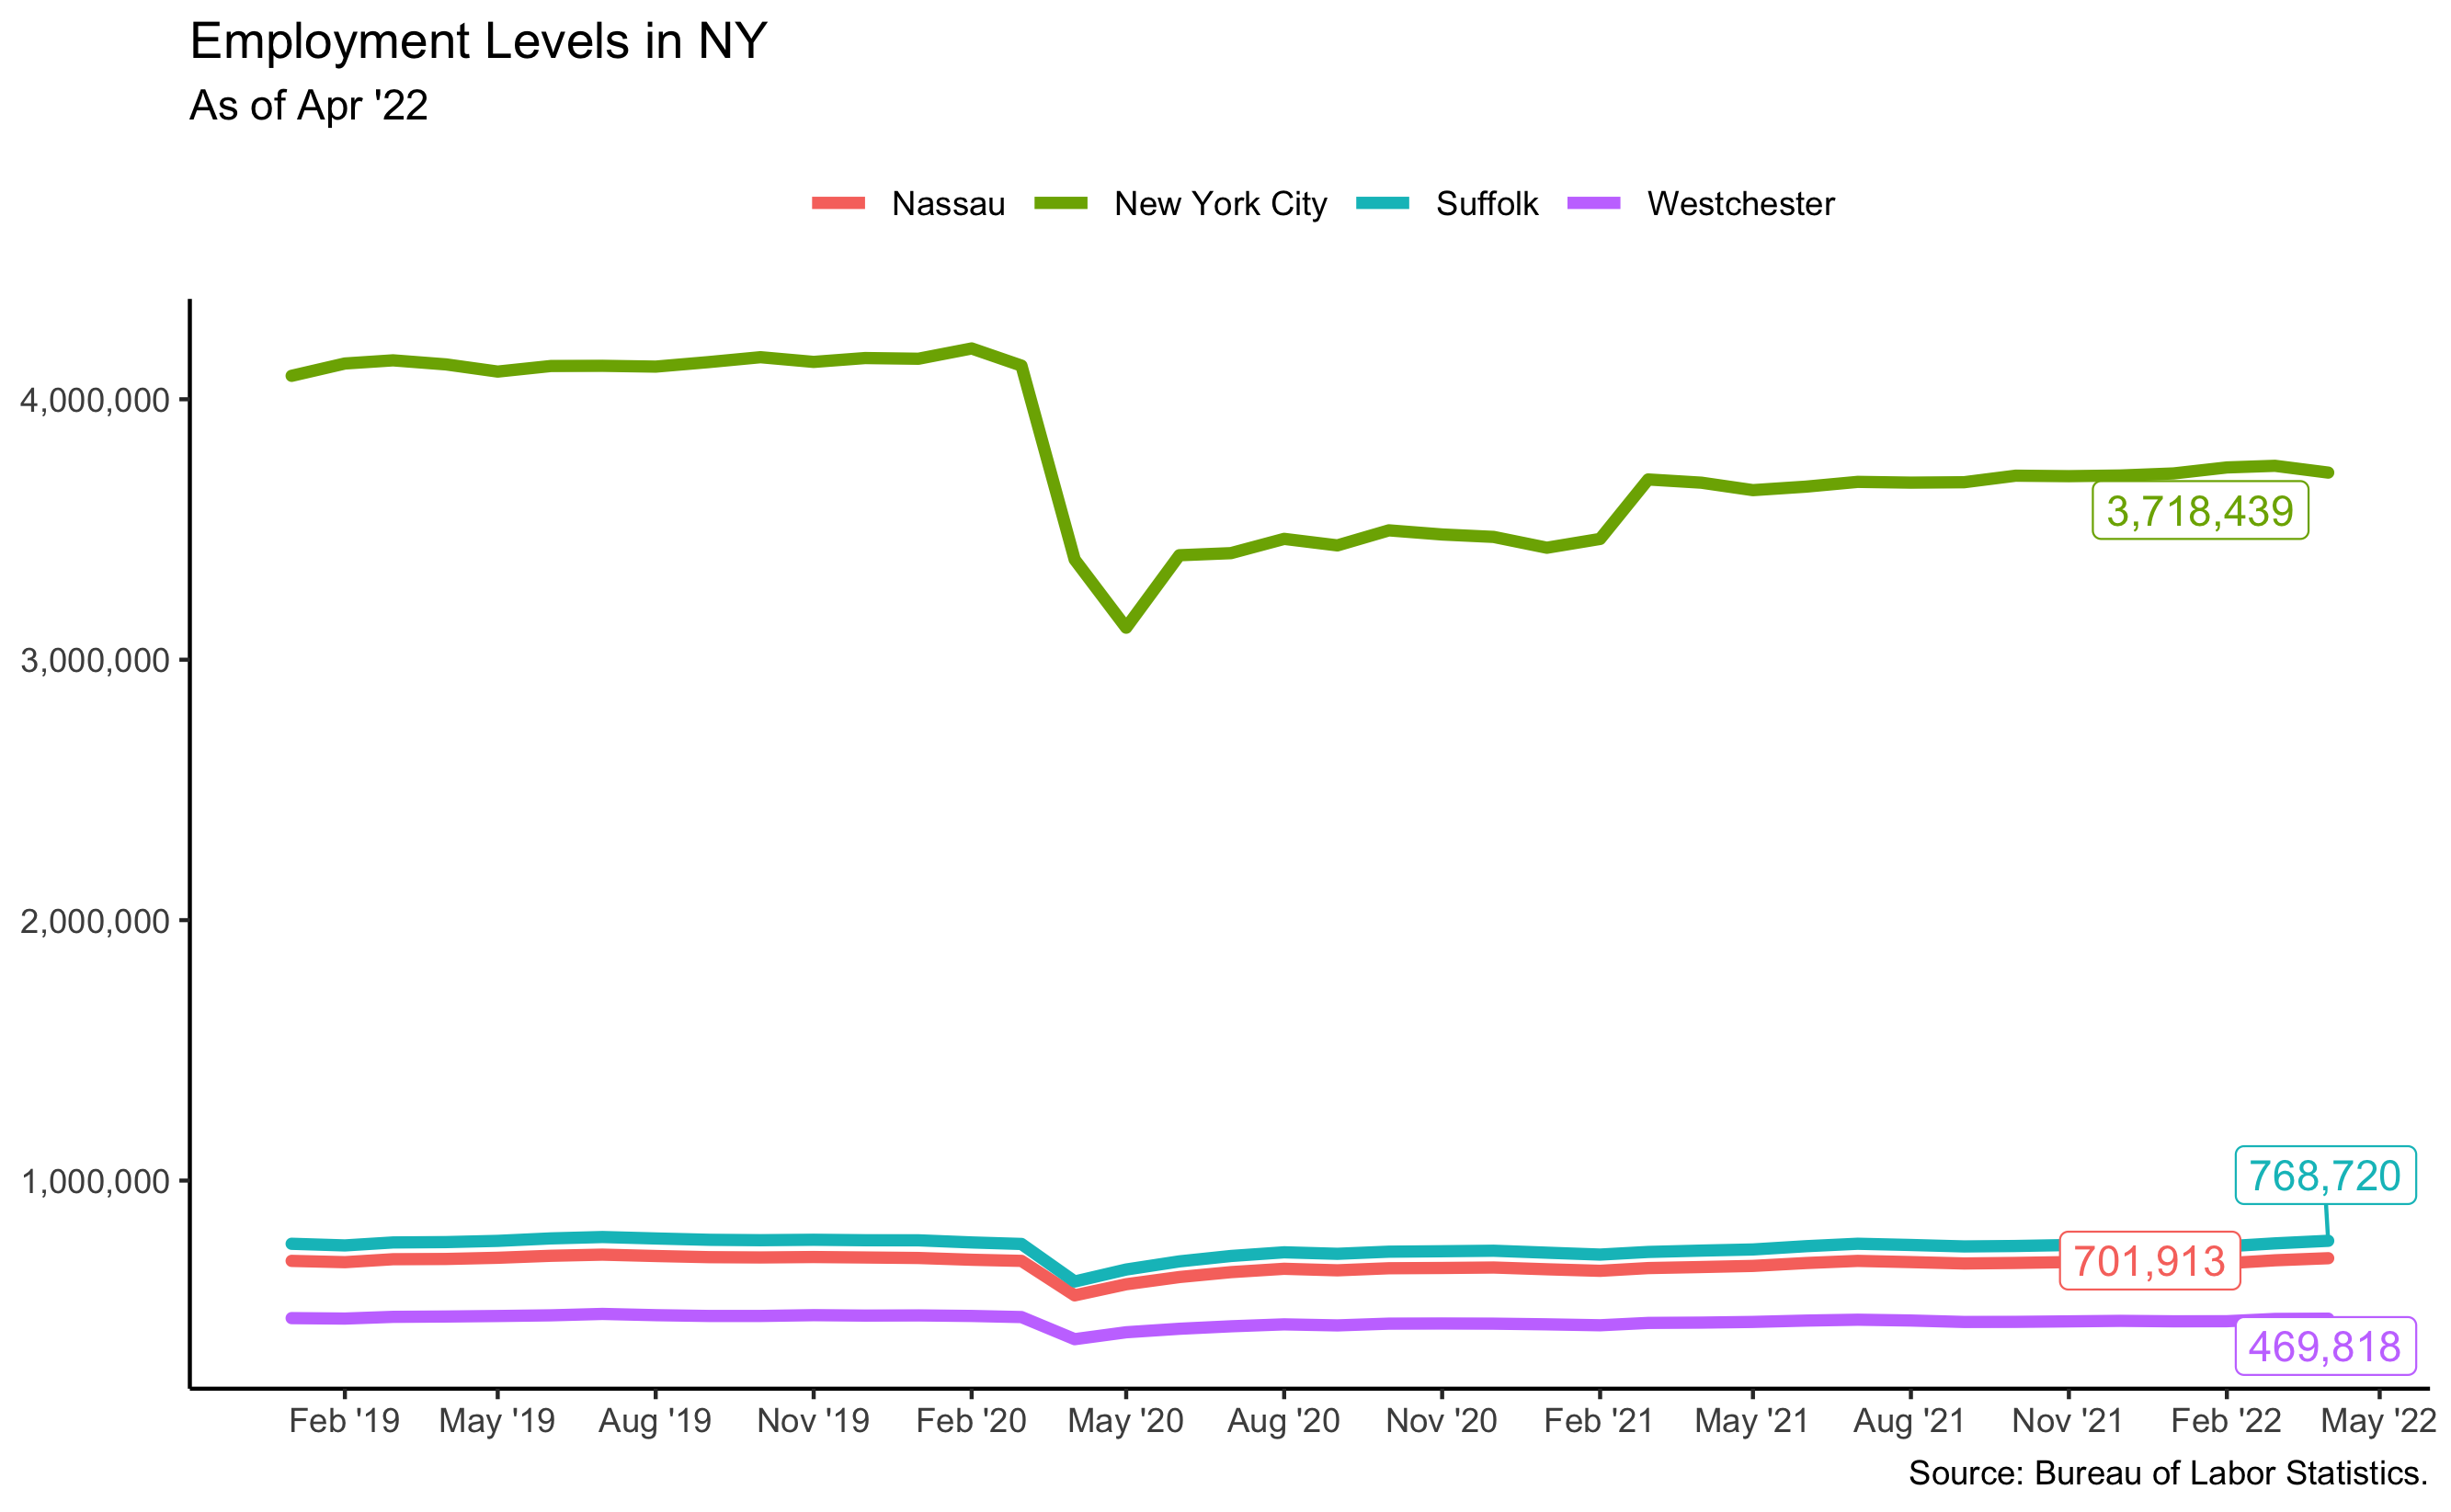 Employment Levels in NY
As of Apr '22
Nassau New York City Suffolk Westchester
4,000,000
3,000,000
2,000,000
1,000,000
3,718,439
768,720
701,913
469,818
Feb '19 May '19 Aug '19 Nov '19 Feb '20 May '20 Aug '20 Nov '20 Feb '21 May '21 Aug '21 Nov '21 Feb '22 May '22
Source: Bureau of Labor Statistics.